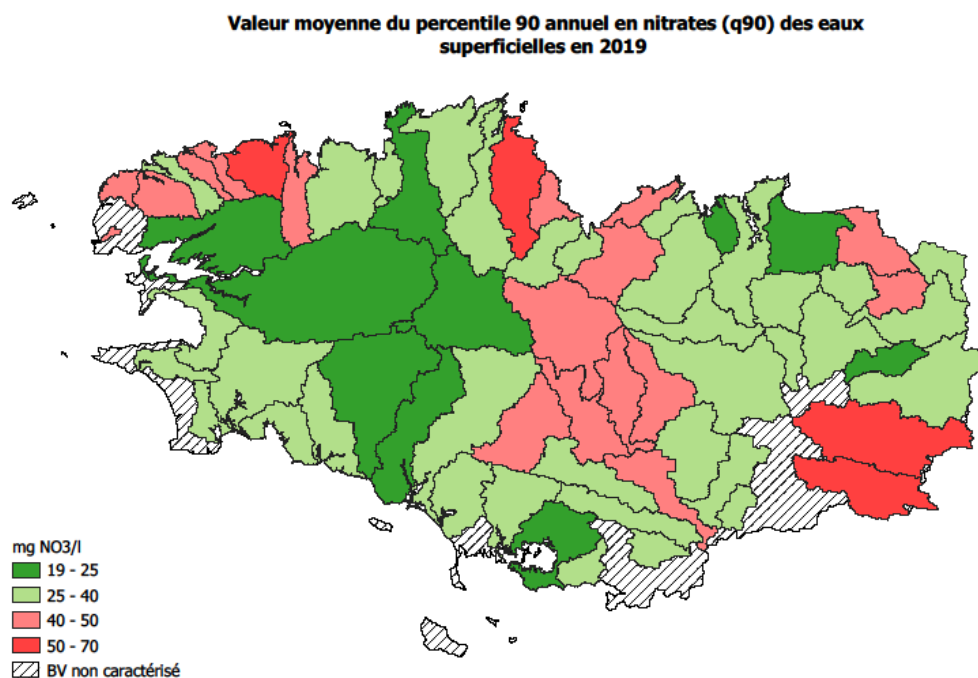 Valeur moyenne du percentile 90 annuel en nitrates (q90) des eaux
superficielles en 2019
mg NO3/l
19 - 25
25 - 40
40 - 50
50 - 70
BV non caractérisé